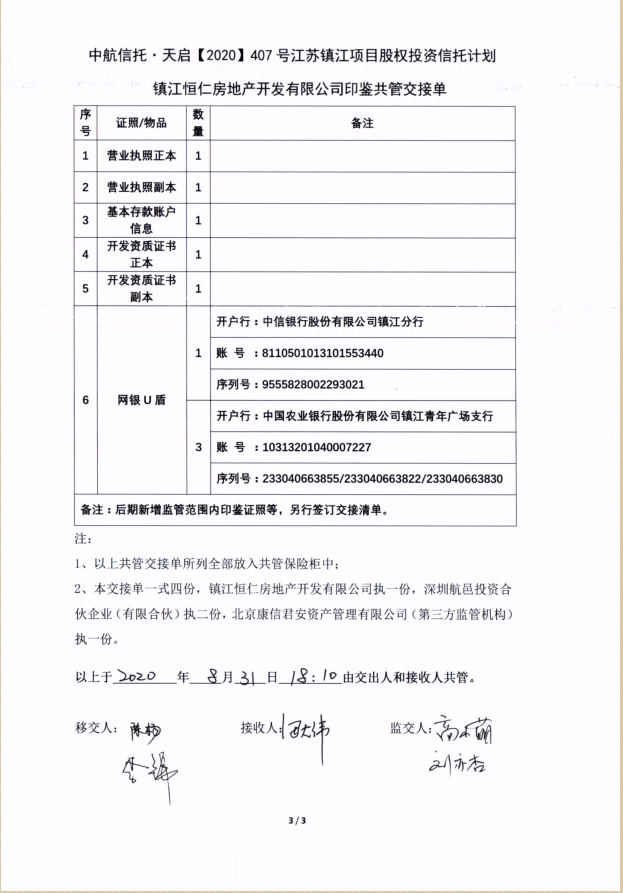 中航信托·天启【2020】407 号江苏镇江项目股权投资信托计划
镇江恒仁房地产开发有限公司印鉴共管交接单
序号 证照/物品 数量 备注
1 营业执照正本 1
2 营业执照副本 1
3 基本存款账户信息 1
4 开发资质证书正本 1
5 开发资质证书副本 1
6 网银 U 盾
1 开户行：中信银行股份有限公司镇江分行
账 号 ：8110501013101553440
序列号：9555828002293021
开户行：中国农业银行股份有限公司镇江青年广场支行
3 账 号 ：10313201040007227
序列号：233040663855/233040663822/233040663830
备注：后期新增监管范围内印鉴证照等，另行签订交接清单。
注：
1、以上共管交接单所列全部放入共管保险柜中；
2、本交接单一式四份，镇江恒仁房地产开发有限公司执一份，深圳航邑投资合
伙企业（有限合伙）执二份，北京康信君安资产管理有限公司（第三方监管机构）
执一份。
以上于 2020 年 8 月 31 日 18：10 由交出人和接收人共管。
移交人： 接收人： 监交人：
刘亦杏
3 / 3